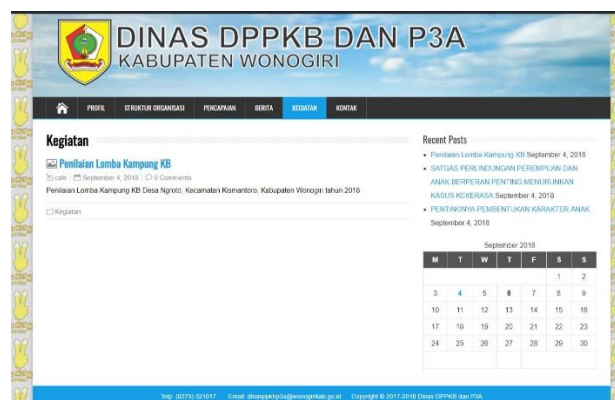 DINAS DPPKB DAN P3A
KABUPATEN WONOGIRI
PROFIL STRUKTUR ORGANISASI PENCAPAIAN BERITA KEGIATAN KONTAK
Kegiatan
Penilaian Lomba Kampung KB
September 4, 2018 0 Comments
Penilaian Lomba Kampung KB Desa Ngroto, Kecamatan Kismantoro, Kabupaten Wonogiri tahun 2018
Kegiatan
Recent Posts
Penilaian Lomba Kampung KB September 4, 2018
SATGAS PERLINDUNGAN PEREMPUAN DAN
ANAK BERPERAN PENTING MENURUNKAN
KASUS KEKERASA September 4, 2018
PENTINGNYA PEMBENTUKAN KARAKTER ANAK
September 4, 2018
September 2018
M T W T F S S
1 2
3 4 5 6 7 8 9
10 11 12 13 14 15 16
17 18 19 20 21 22 23
24 25 26 27 28 29 30
Telp. (0273) 321017 Email: dinasppkbp3a@wonogirikab.go.id Copyright © 2017-2018 Dinas DPPKB dan P3A